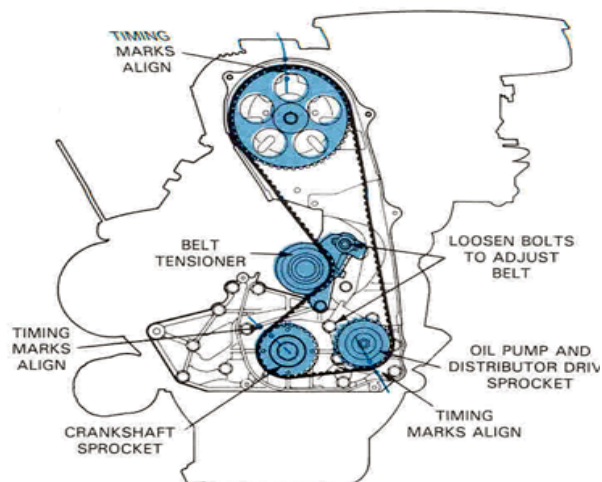 TIMING
MARKS
ALIGN
BELT
TENSIONER
LOOSEN BOLTS
TO ADJUST
BELT
TIMING
MARKS
ALIGN
OIL PUMP AND
DISTRIBUTOR DRIV
SPROCKET
CRANKSHAFT
SPROCKET
TIMING
MARKS ALIGN